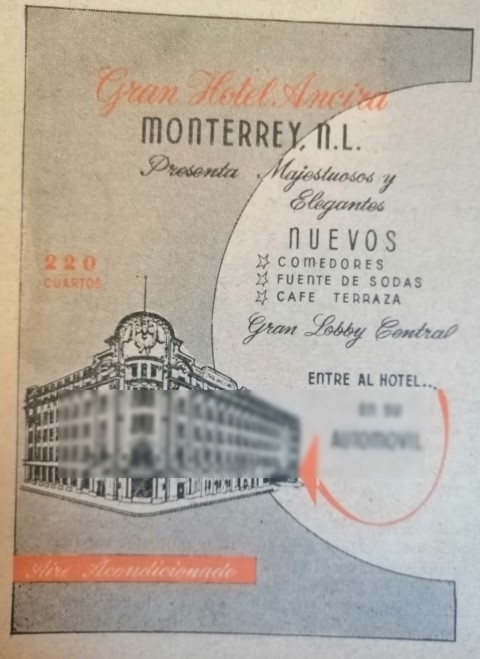 Gran Hotel Ancira
MONTERREY, N.L.
Presenta Majestuosos y
Elegantes
NUEVOS
COMEDORES
FUENTE DE SODAS
CAFE TERRAZA
220
CUARTOS
Gran Lobby Central
ENTRE AL HOTEL...
Aire Acondicionado